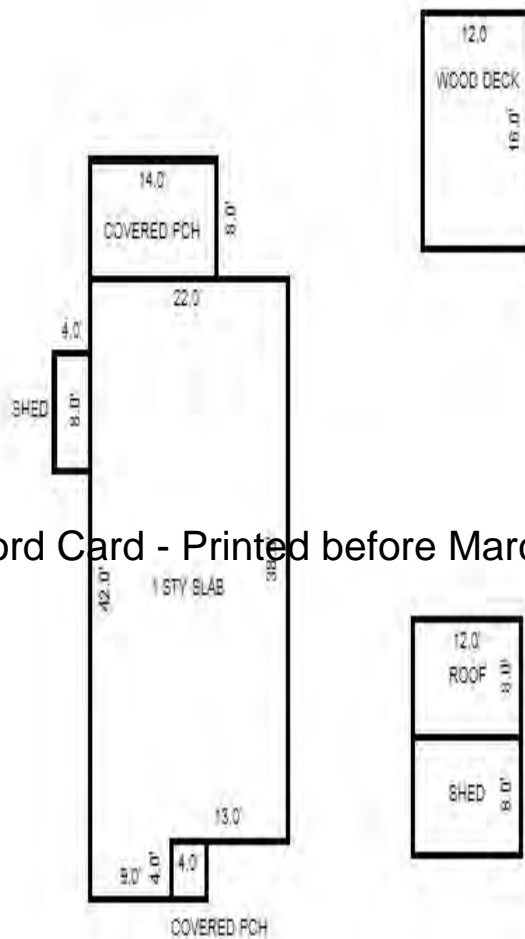 12.0'
WOOD DECK
16.0'
14.0'
COVERED PCH
8.0'
22.0'
4.0'
SHED
8.0'
ord Card - Printed before Marc
42.0'
1 STY SLAB
38
12.0'
ROOF
8.0'
SHED
8.0'
13.0'
9.0'
4.0'
4.0'
COVERED PCH